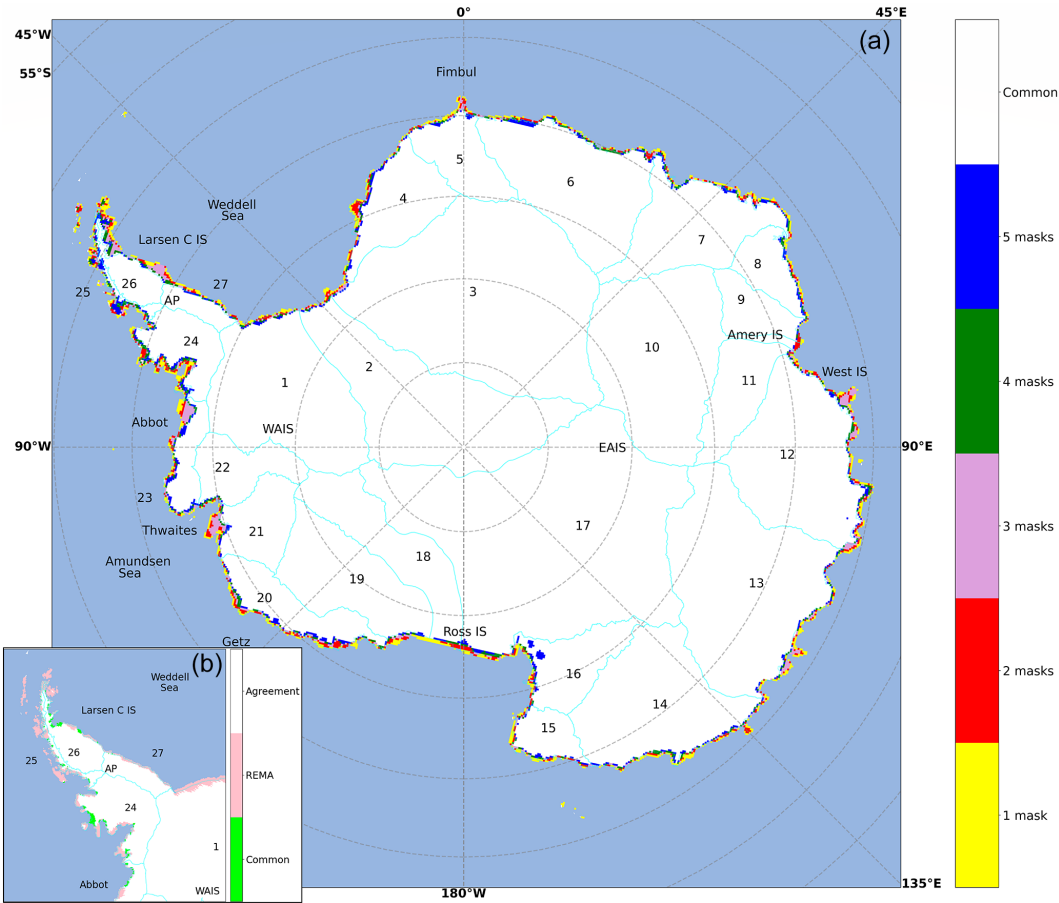 0°
45°E
45°W
(a)
55°S
Fimbul
Common
5
6
4
Weddell
Sea
Larsen C IS
5 masks
7
8
25
26
27
AP
3
9
24
Amery IS
10
2
West IS
1
11
4 masks
Abbot
WAIS
90°W
EAIS
90°E
12
22
23
3 masks
Thwaites
21
17
Amundsen
Sea
18
19
13
20
Ross IS
Getz
2 masks
16
14
15
1 mask
180°W
135°E
(b)
Weddell
Sea
Larsen C IS
Agreement
26
27
25
AP
REMA
24
1
Common
Abbot
WAIS